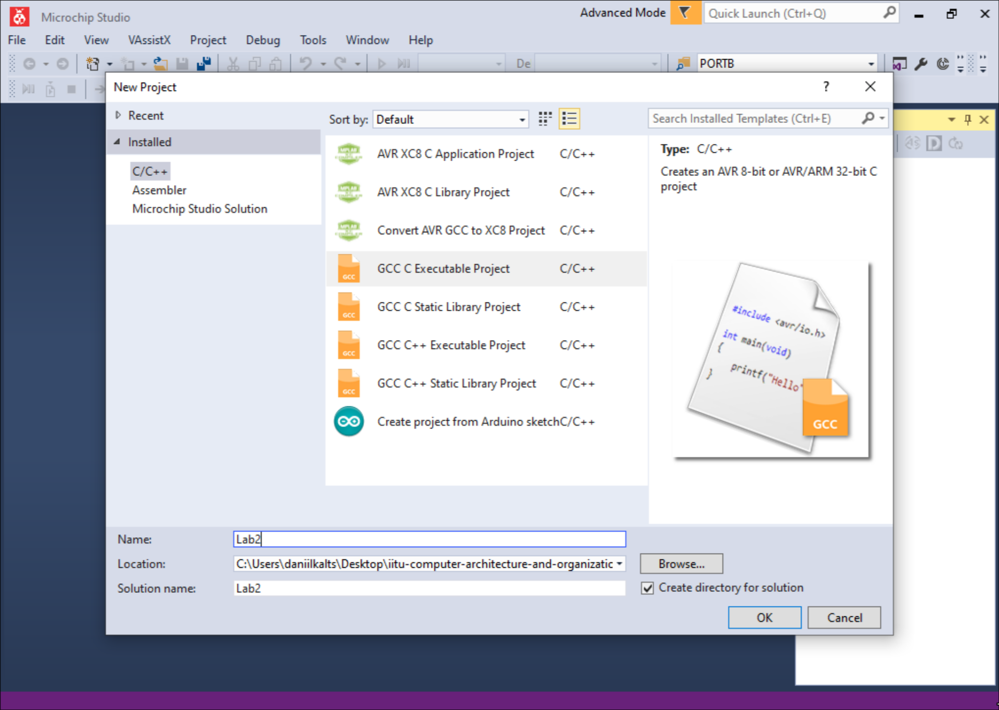 Microchip Studio
Advanced Mode
Quick Launch (Ctrl+Q)
File Edit View VAssistX Project Debug Tools Window Help
De
PORTB
New Project
?
Recent
Installed
C/C++
Assembler
Microchip Studio Solution
Sort by: Default
Search Installed Templates (Ctrl+E)
AVR XC8 C Application Project C/C++
AVR XC8 C Library Project C/C++
Convert AVR GCC to XC8 Project C/C++
GCC
GCC C Executable Project C/C++
GCC
GCC C Static Library Project C/C++
GCC
GCC C++ Executable Project C/C++
GCC
GCC C++ Static Library Project C/C++
Create project from Arduino sketch C/C++
Type: C/C++
Creates an AVR 8-bit or AVR/ARM 32-bit C
project
#include <avr/io.h>
int main(void)
{
printf("Hello"
}
GCC
Name: Lab2
Location: C:\Users\daniilkalts\Desktop\iitu-computer-architecture-and-organizatic
Browse...
Solution name: Lab2
Create directory for solution
OK
Cancel